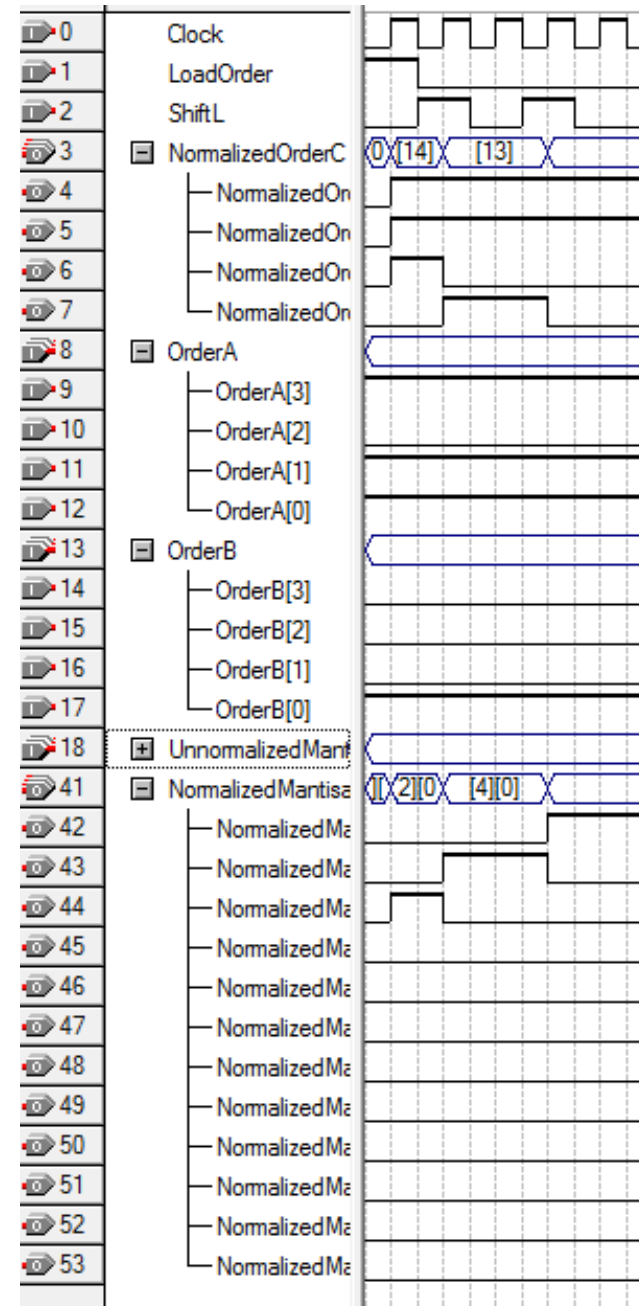 0 Clock
1 LoadOrder
2 ShiftL
3 NormalizedOrderC 0 [14] [13]
4 NormalizedOr
5 NormalizedOr
6 NormalizedOr
7 NormalizedOr
8 OrderA
9 OrderA[3]
10 OrderA[2]
11 OrderA[1]
12 OrderA[0]
13 OrderB
14 OrderB[3]
15 OrderB[2]
16 OrderB[1]
17 OrderB[0]
18 UnnormalizedMant
41 NormalizedMantisa ][ 2][0 [4][0]
42 NormalizedMa
43 NormalizedMa
44 NormalizedMa
45 NormalizedMa
46 NormalizedMa
47 NormalizedMa
48 NormalizedMa
49 NormalizedMa
50 NormalizedMa
51 NormalizedMa
52 NormalizedMa
53 NormalizedMa